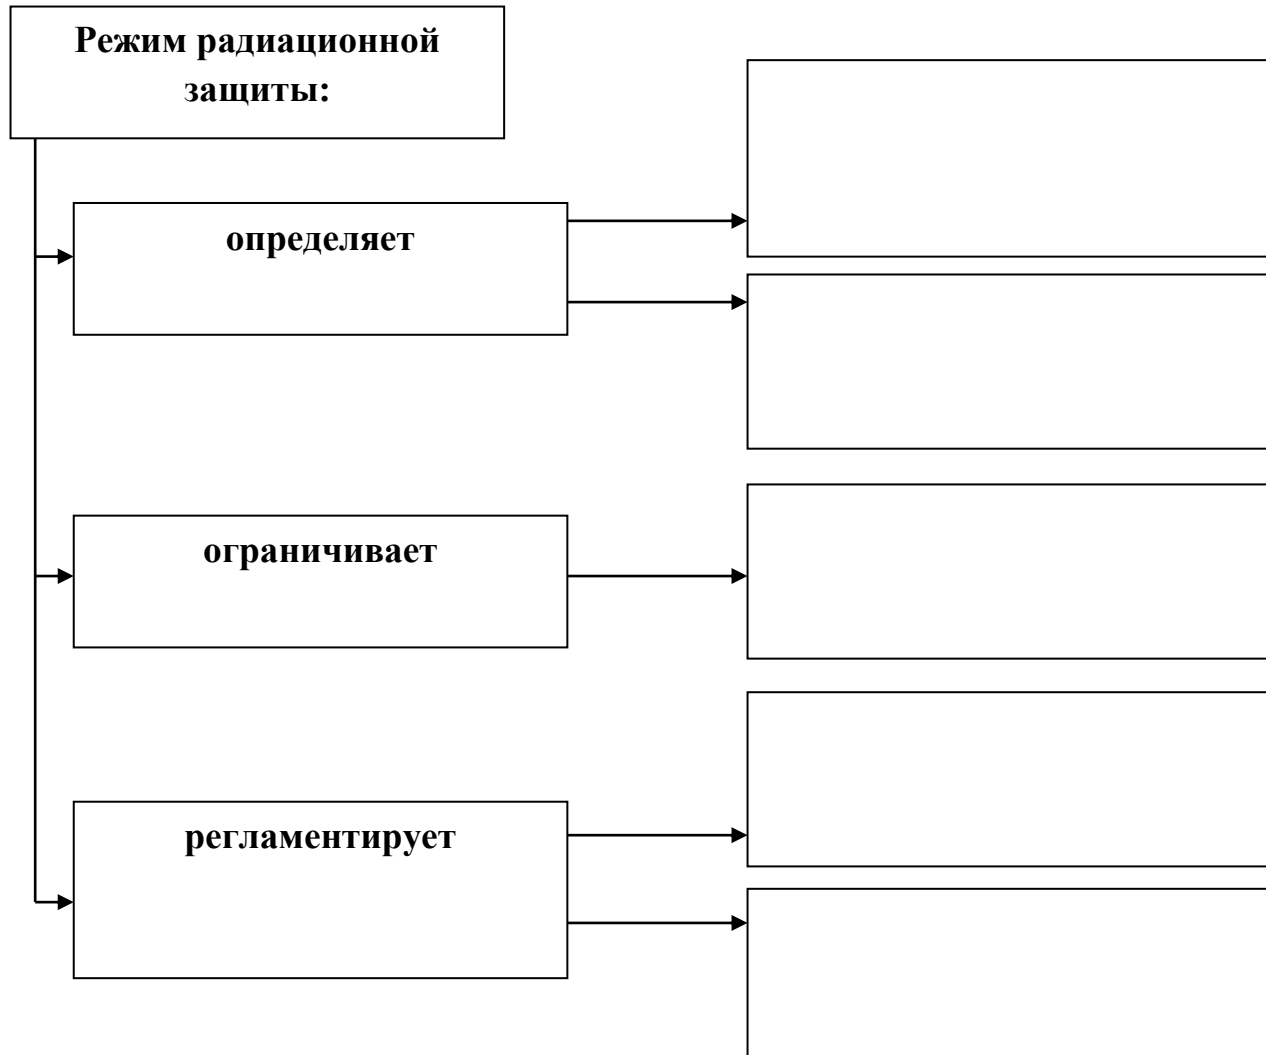 Режим радиационной
защиты:
определяет
ограничивает
регламентирует